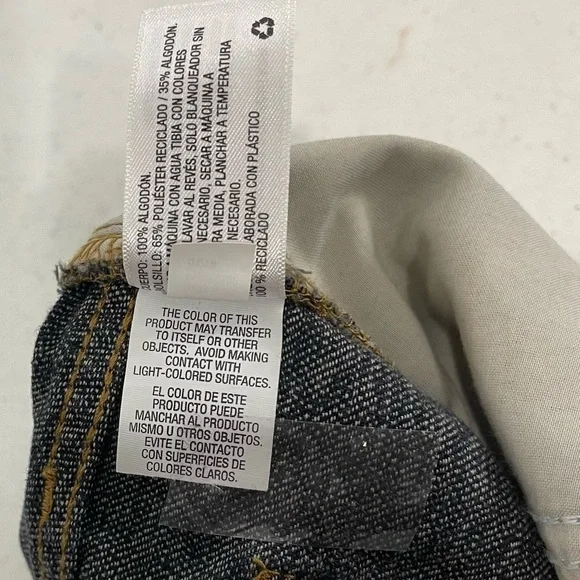 CUERPO: 100% ALGODÓN.
BOLSILLO: 65% POLIÉSTER RECICLADO / 35% ALGODÓN.
MÁQUINA CON AGUA TIBIA CON COLORES
LAVAR AL REVÉS. SOLO BLANQUEADOR SIN
NECESARIO. SECAR A MÁQUINA A
MEDIA, PLANCHAR A TEMPERATURA
NECESARIO.
ELABORADA CON PLÁSTICO
100 % RECICLADO
THE COLOR OF THIS
PRODUCT MAY TRANSFER
TO ITSELF OR OTHER
OBJECTS. AVOID MAKING
CONTACT WITH
LIGHT-COLORED SURFACES.
EL COLOR DE ESTE
PRODUCTO PUEDE
MANCHAR AL PRODUCTO
MISMO U OTROS OBJETOS.
EVITE EL CONTACTO
CON SUPERFICIES DE
COLORES CLAROS.